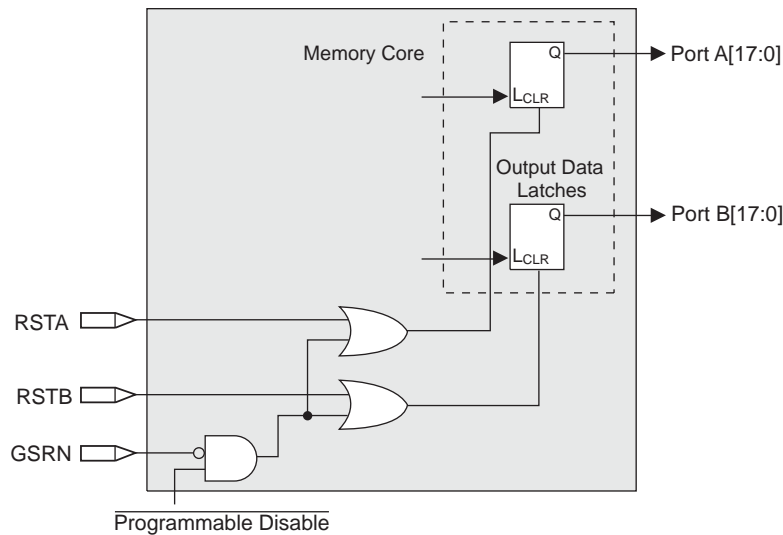 Memory Core
Q
Port A[17:0]
LCLR
Output Data
Latches
Q
Port B[17:0]
LCLR
RSTA
RSTB
GSRN
Programmable Disable